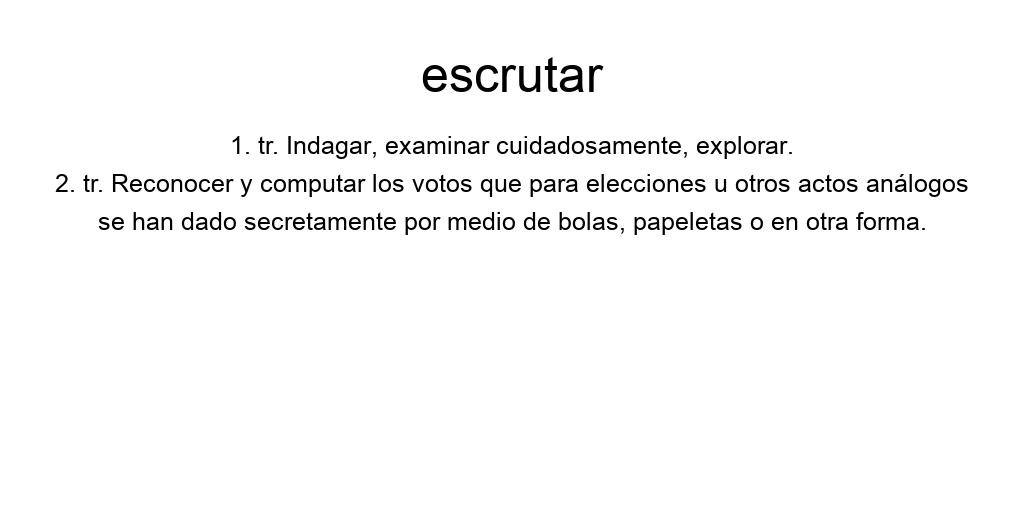 escrutar
1. tr. Indagar, examinar cuidadosamente, explorar.
2. tr. Reconocer y computar los votos que para elecciones u otros actos análogos
se han dado secretamente por medio de bolas, papeletas o en otra forma.